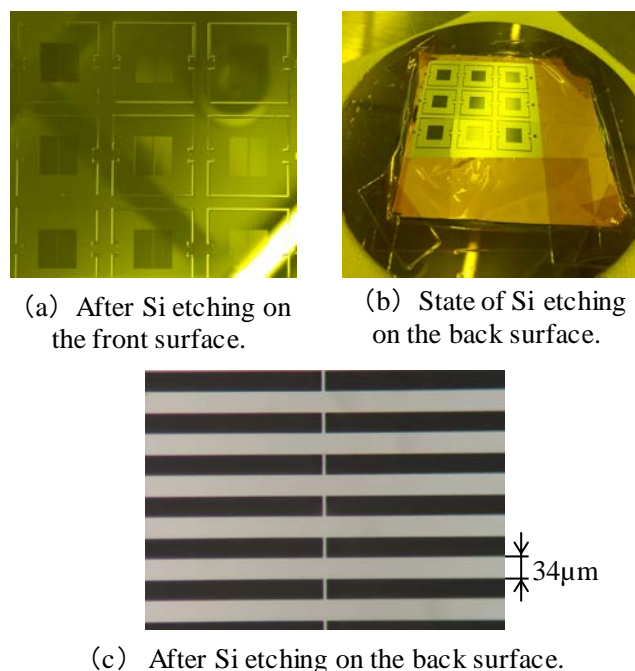 （a）After Si etching on
the front surface.
（b）State of Si etching
on the back surface.
34μm
（c） After Si etching on the back surface.